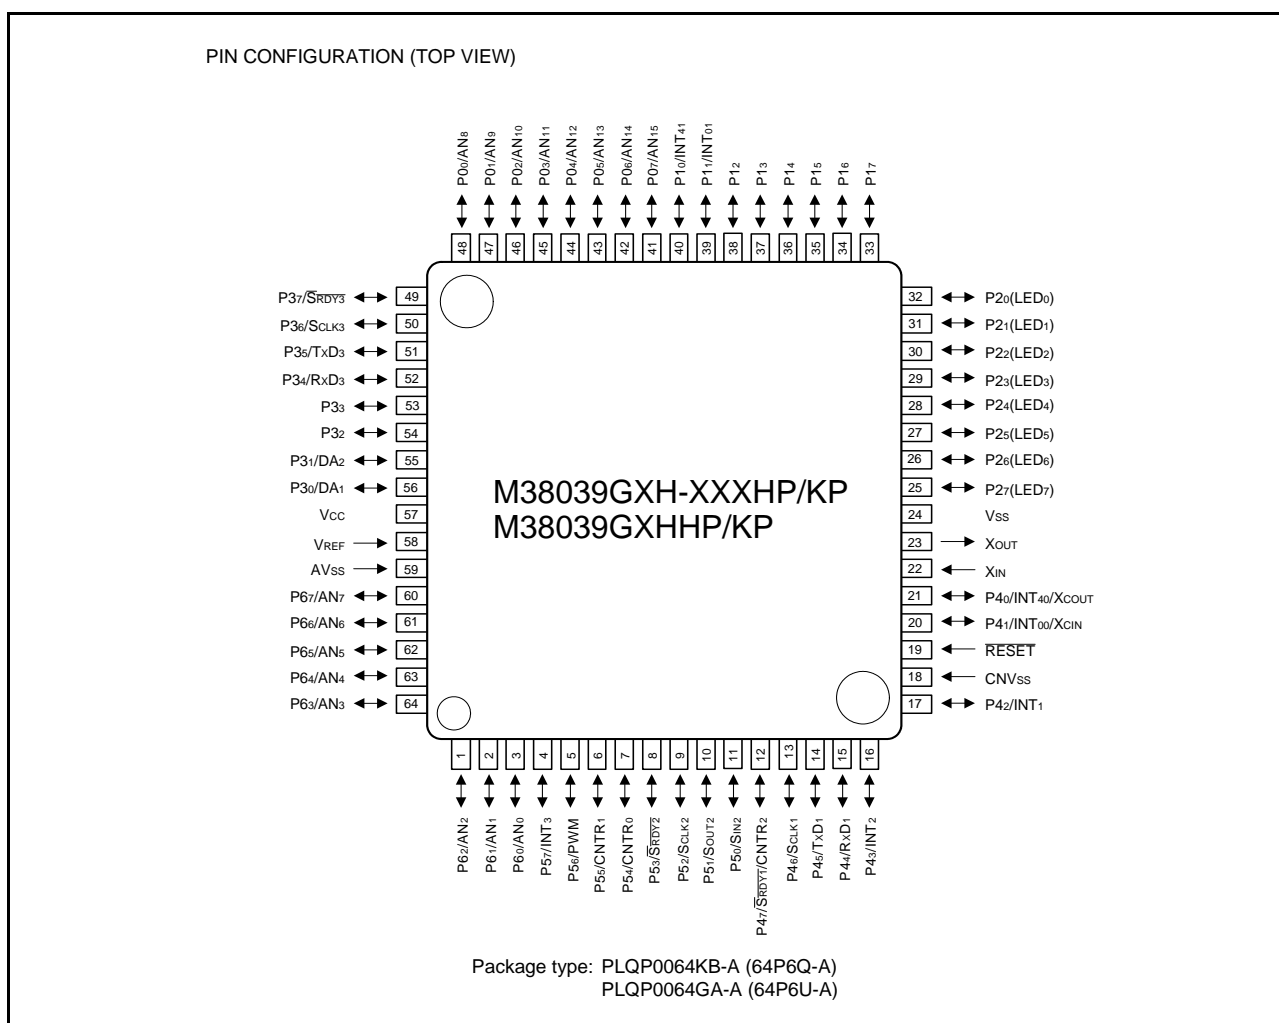 PIN CONFIGURATION (TOP VIEW)
P00/AN8
P01/AN9
P02/AN10
P03/AN11
P04/AN12
P05/AN13
P06/AN14
P07/AN15
P10/INT41
P11/INT01
P12
P13
P14
P15
P16
P17
48 47 46 45 44 43 42 41 40 39 38 37 36 35 34 33
P37/SRDY3 49
P36/SCLK3 50
P35/TxD3 51
P34/RxD3 52
P33 53
P32 54
P31/DA2 55
P30/DA1 56
VCC 57
VREF 58
AVSS 59
P67/AN7 60
P66/AN6 61
P65/AN5 62
P64/AN4 63
P63/AN3 64
M38039GXH-XXXHP/KP
M38039GXHHP/KP
32 P20(LED0)
31 P21(LED1)
30 P22(LED2)
29 P23(LED3)
28 P24(LED4)
27 P25(LED5)
26 P26(LED6)
25 P27(LED7)
24 VSS
23 XOUT
22 XIN
21 P40/INT40/XCOUT
20 P41/INT00/XCIN
19 RESET
18 CNVSS
17 P42/INT1
1 2 3 4 5 6 7 8 9 10 11 12 13 14 15 16
P62/AN2
P61/AN1
P60/AN0
P57/INT3
P56/PWM
P55/CNTR1
P54/CNTR0
P53/SRDY2
P52/SCLK2
P51/SOUT2
P50/SIN2
P47/SRDY1/CNTR2
P46/SCLK1
P45/TxD1
P44/RxD1
P43/INT2
Package type: PLQP0064KB-A (64P6Q-A)
PLQP0064GA-A (64P6U-A)